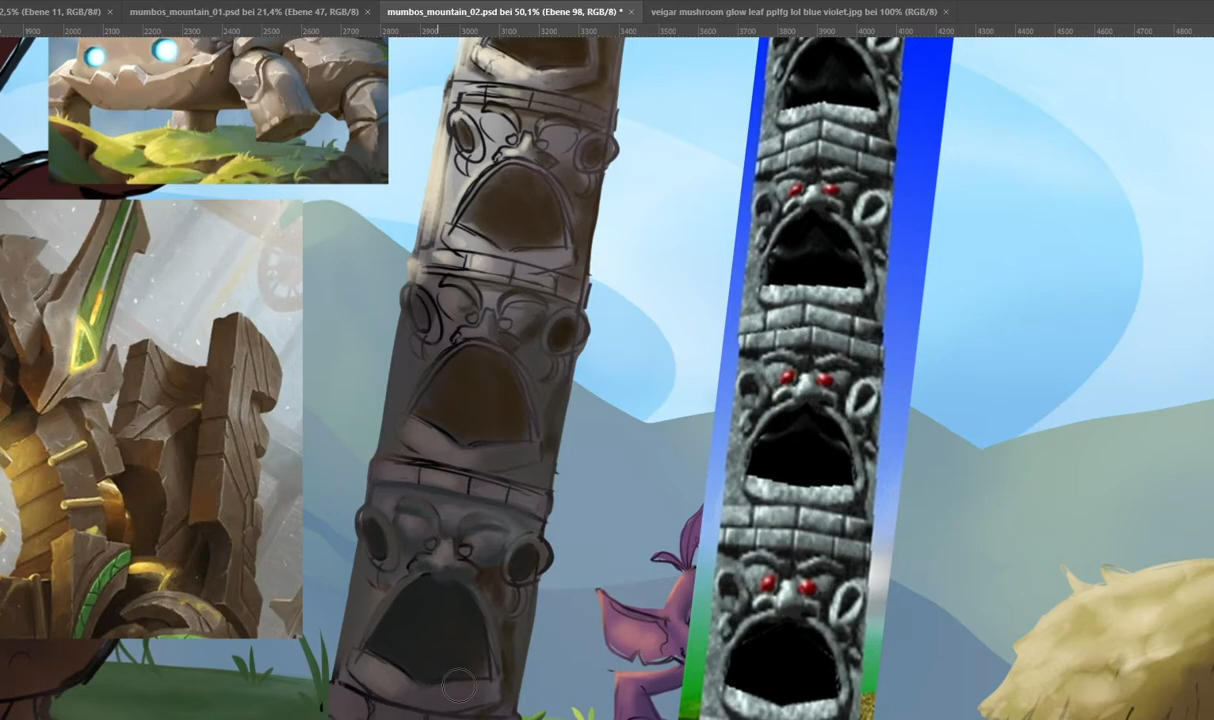 2,5% (Ebene 11, RGB/8#) ×
mumbos_mountain_01.psd bei 21,4% (Ebene 47, RGB/8) ×
mumbos_mountain_02.psd bei 50,1% (Ebene 98, RGB/8) * ×
veigar mushroom glow leaf pplfg lol blue violet.jpg bei 100% (RGB/8) ×
1900 2000 2100 2200 2300 2400 2500 2600 2700 2800 2900 3000 3100 3200 3300 3400 3500 3600 3700 3800 3900 4000 4100 4200 4300 4400 4500 4600 4700 4800